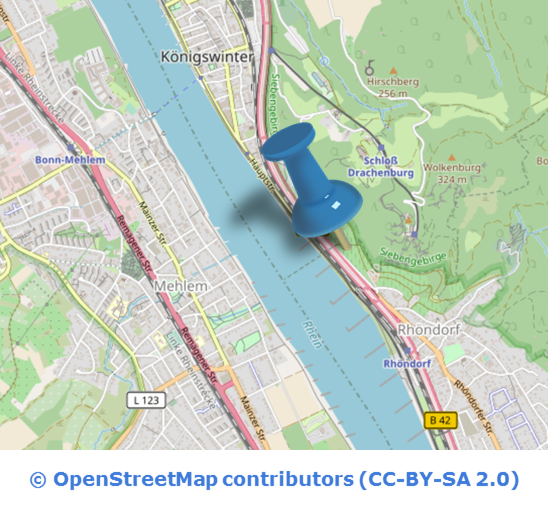 Königswinter
Linke Rheinstrecke
Siebengebirge
Hirschberg
256 m
Bonn-Mehlem
Hauptstr
Schloß
Drachenburg
Wolkenburg
324 m
Mainzer Str
Remagener Str
Siebengebirge
Mehlem
Rhein
Rhöndorf
Remagener Str
Linke Rheinstrecke
Rhöndorf
L 123
Mainzer Str
B 42
Rhöndorfer Str
© OpenStreetMap contributors (CC-BY-SA 2.0)